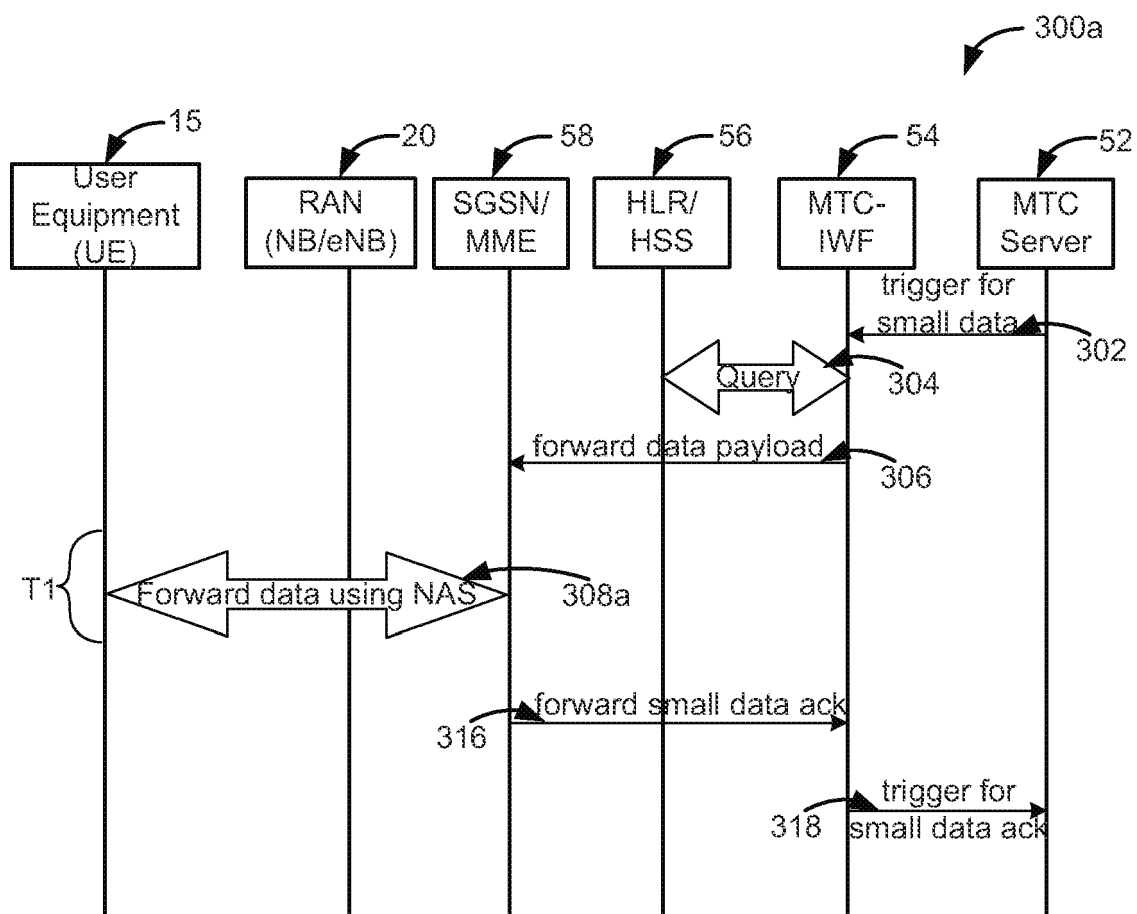 300a
15
20
58
56
54
52
User
Equipment
(UE)
RAN
(NB/eNB)
SGSN/
MME
HLR/
HSS
MTC-
IWF
MTC
Server
trigger for
small data
302
Query
304
forward data payload
306
T1
Forward data using NAS
308a
forward small data ack
316
trigger for
small data ack
318